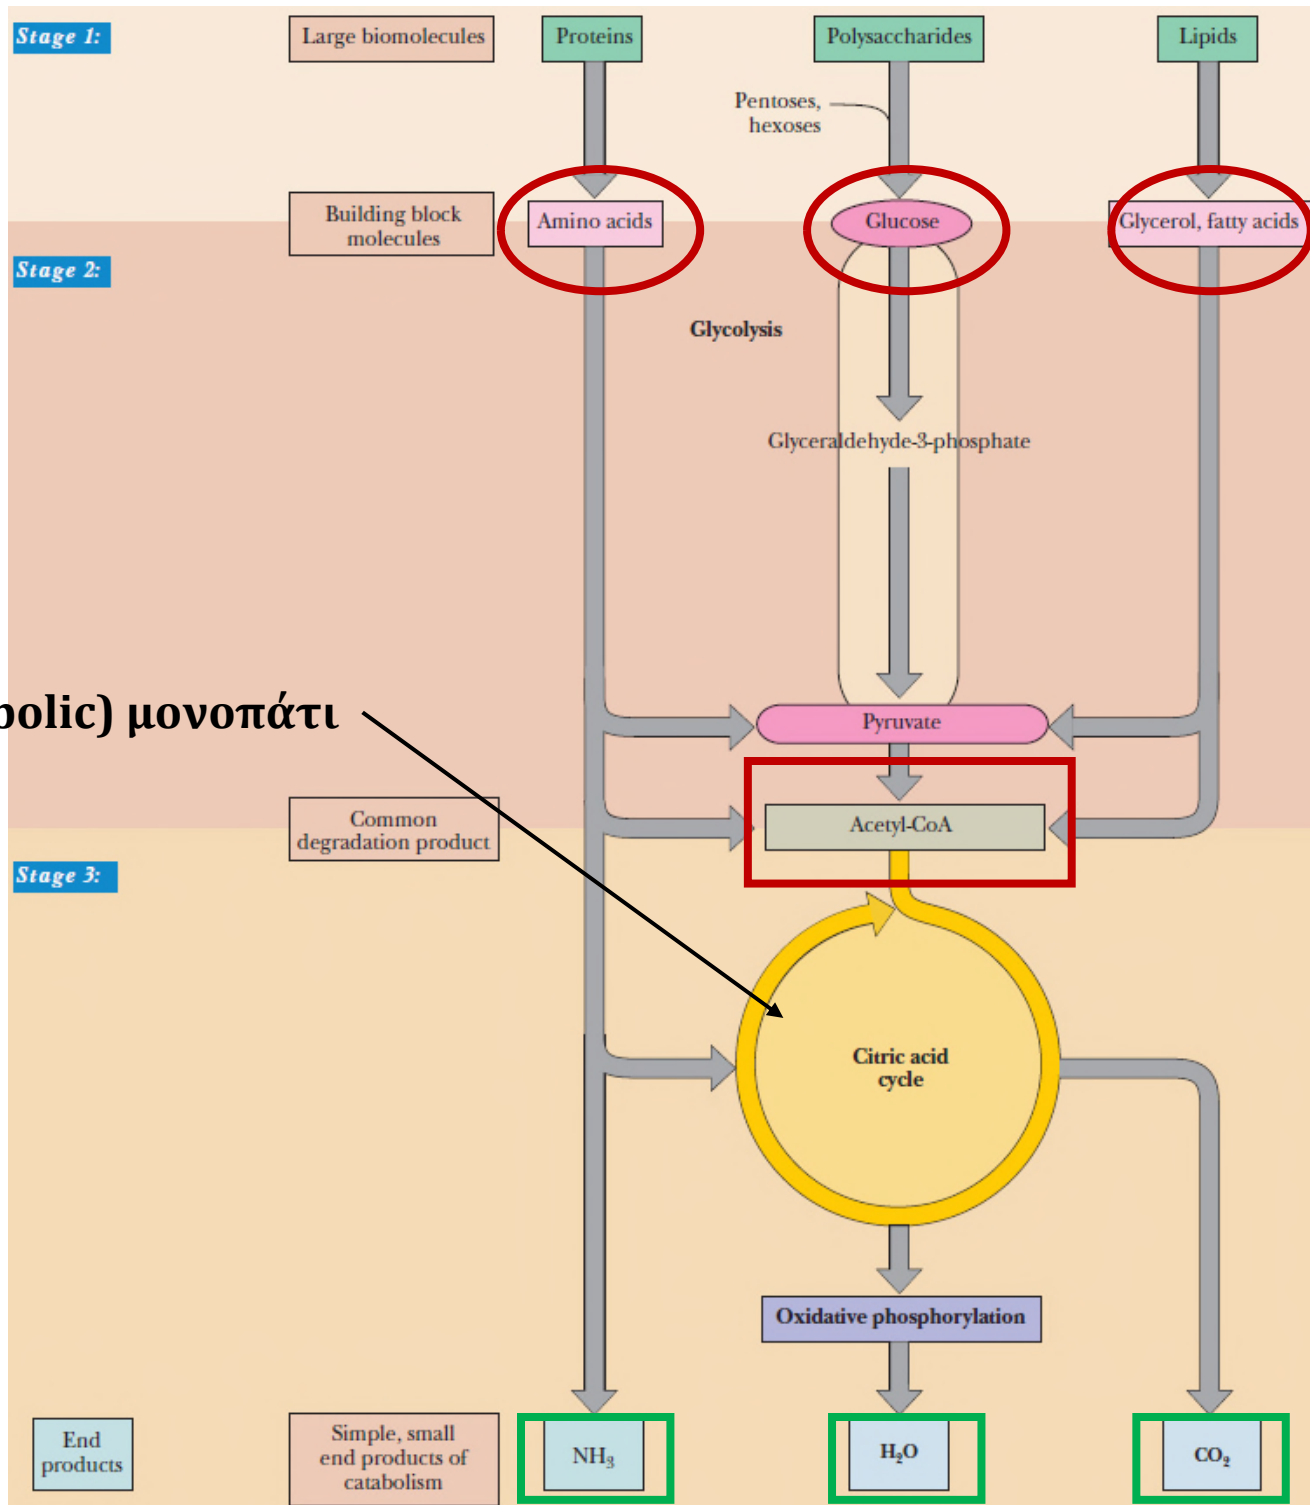 Stage 1:
Large biomolecules
Proteins
Polysaccharides
Lipids
Pentoses,
hexoses
Building block
molecules
Amino acids
Glucose
Glycerol, fatty acids
Stage 2:
Glycolysis
Glyceraldehyde-3-phosphate
bolic) μονοπάτι
Pyruvate
Common
degradation product
Acetyl-CoA
Stage 3:
Citric acid
cycle
Oxidative phosphorylation
End
products
Simple, small
end products of
catabolism
NH₃
H₂O
CO₂